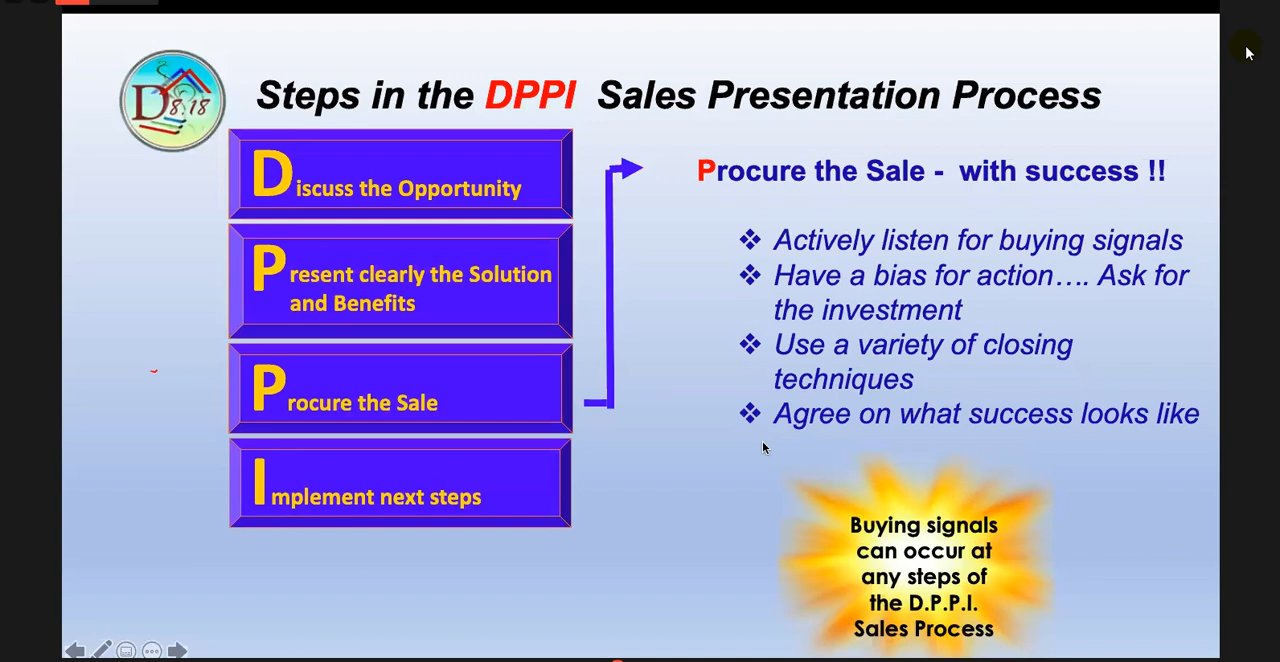 D8:18
Steps in the DPPI Sales Presentation Process
Discuss the Opportunity
Present clearly the Solution
and Benefits
Procure the Sale
Implement next steps
Procure the Sale - with success !!
❖ Actively listen for buying signals
❖ Have a bias for action…. Ask for
the investment
❖ Use a variety of closing
techniques
❖ Agree on what success looks like
Buying signals
can occur at
any steps of
the D.P.P.I.
Sales Process